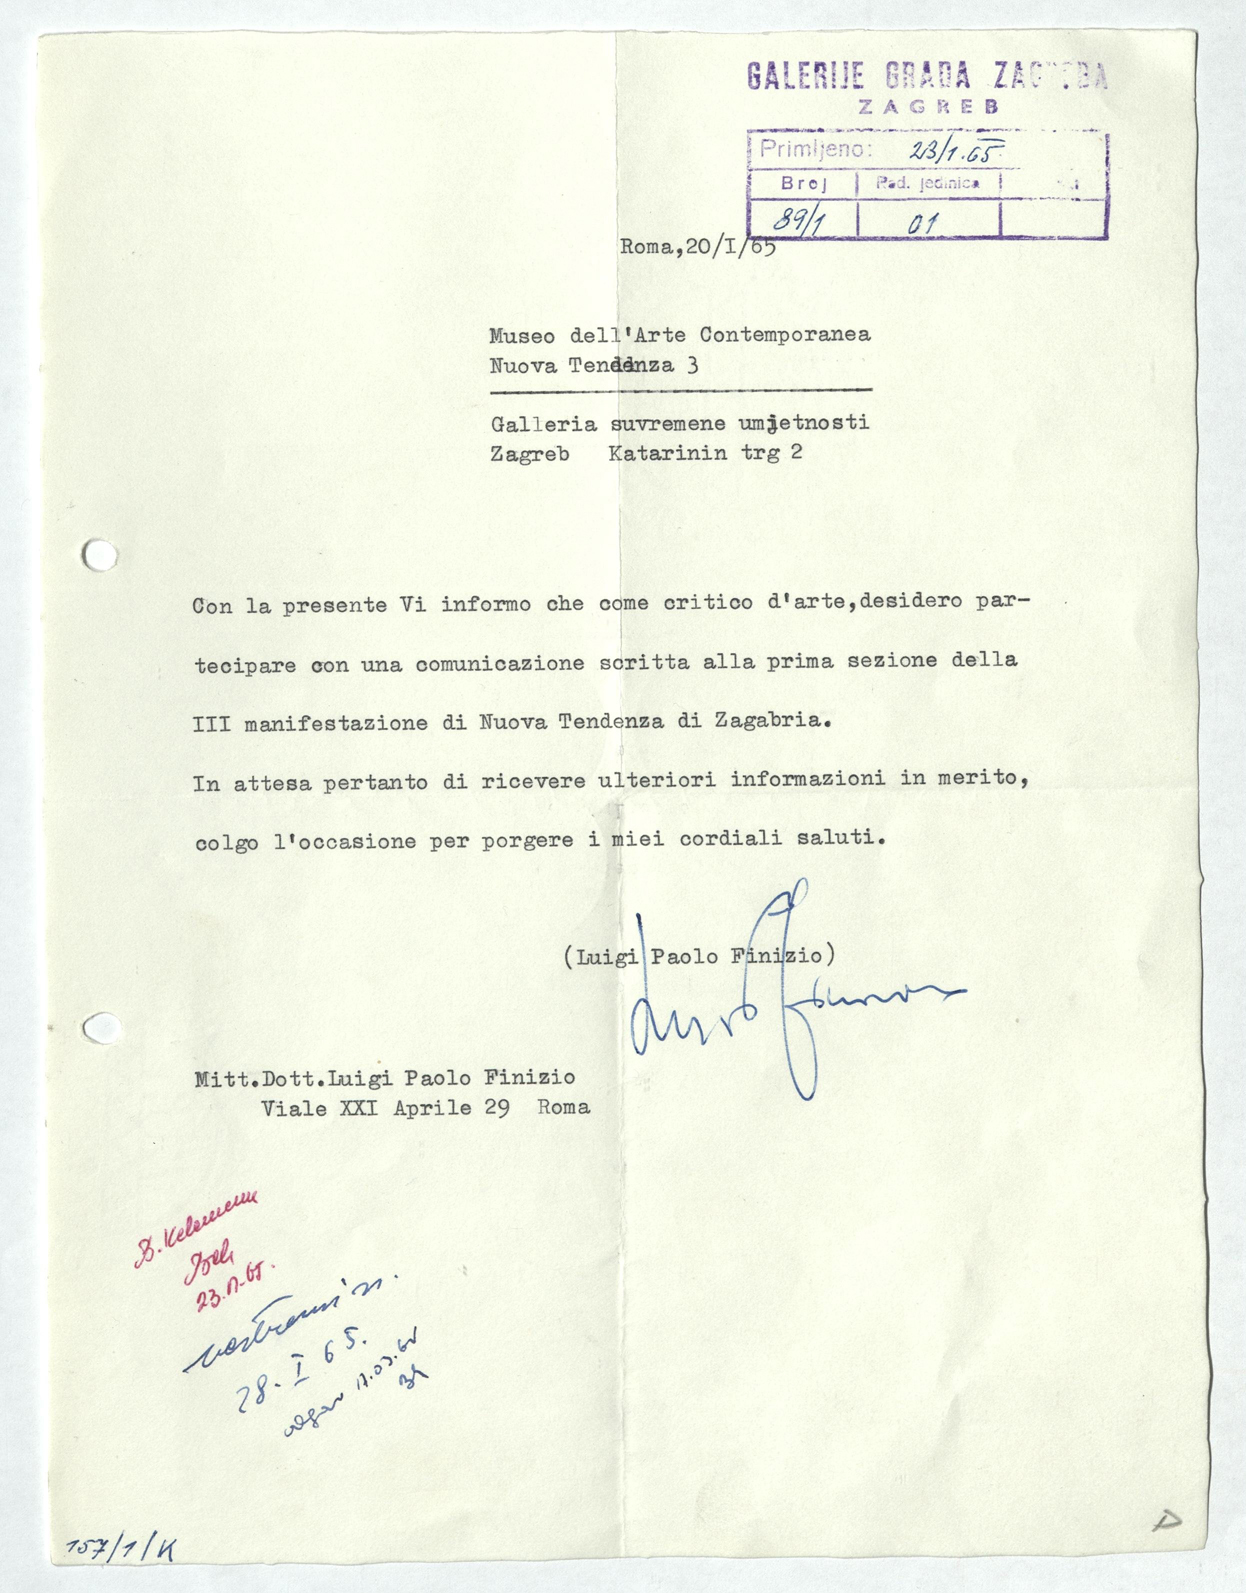 GALERIJE GRADA ZAGREBA
ZAGREB
Primljeno: 23/1.65
Broj Rad. jedinica
89/1 01
Roma,20/I/65
Museo dell'Arte Contemporanea
Nuova Tendenza 3
Galleria suvremene umjetnosti
Zagreb Katarinin trg 2
Con la presente Vi informo che come critico d'arte,desidero par-
tecipare con una comunicazione scritta alla prima sezione della
III manifestazione di Nuova Tendenza di Zagabria.
In attesa pertanto di ricevere ulteriori informazioni in merito,
colgo l'occasione per porgere i miei cordiali saluti.
(Luigi Paolo Finizio)
Mitt.Dott.Luigi Paolo Finizio
Viale XXI Aprile 29 Roma
B. Kelemen
28. I 65.
157/1/K
D